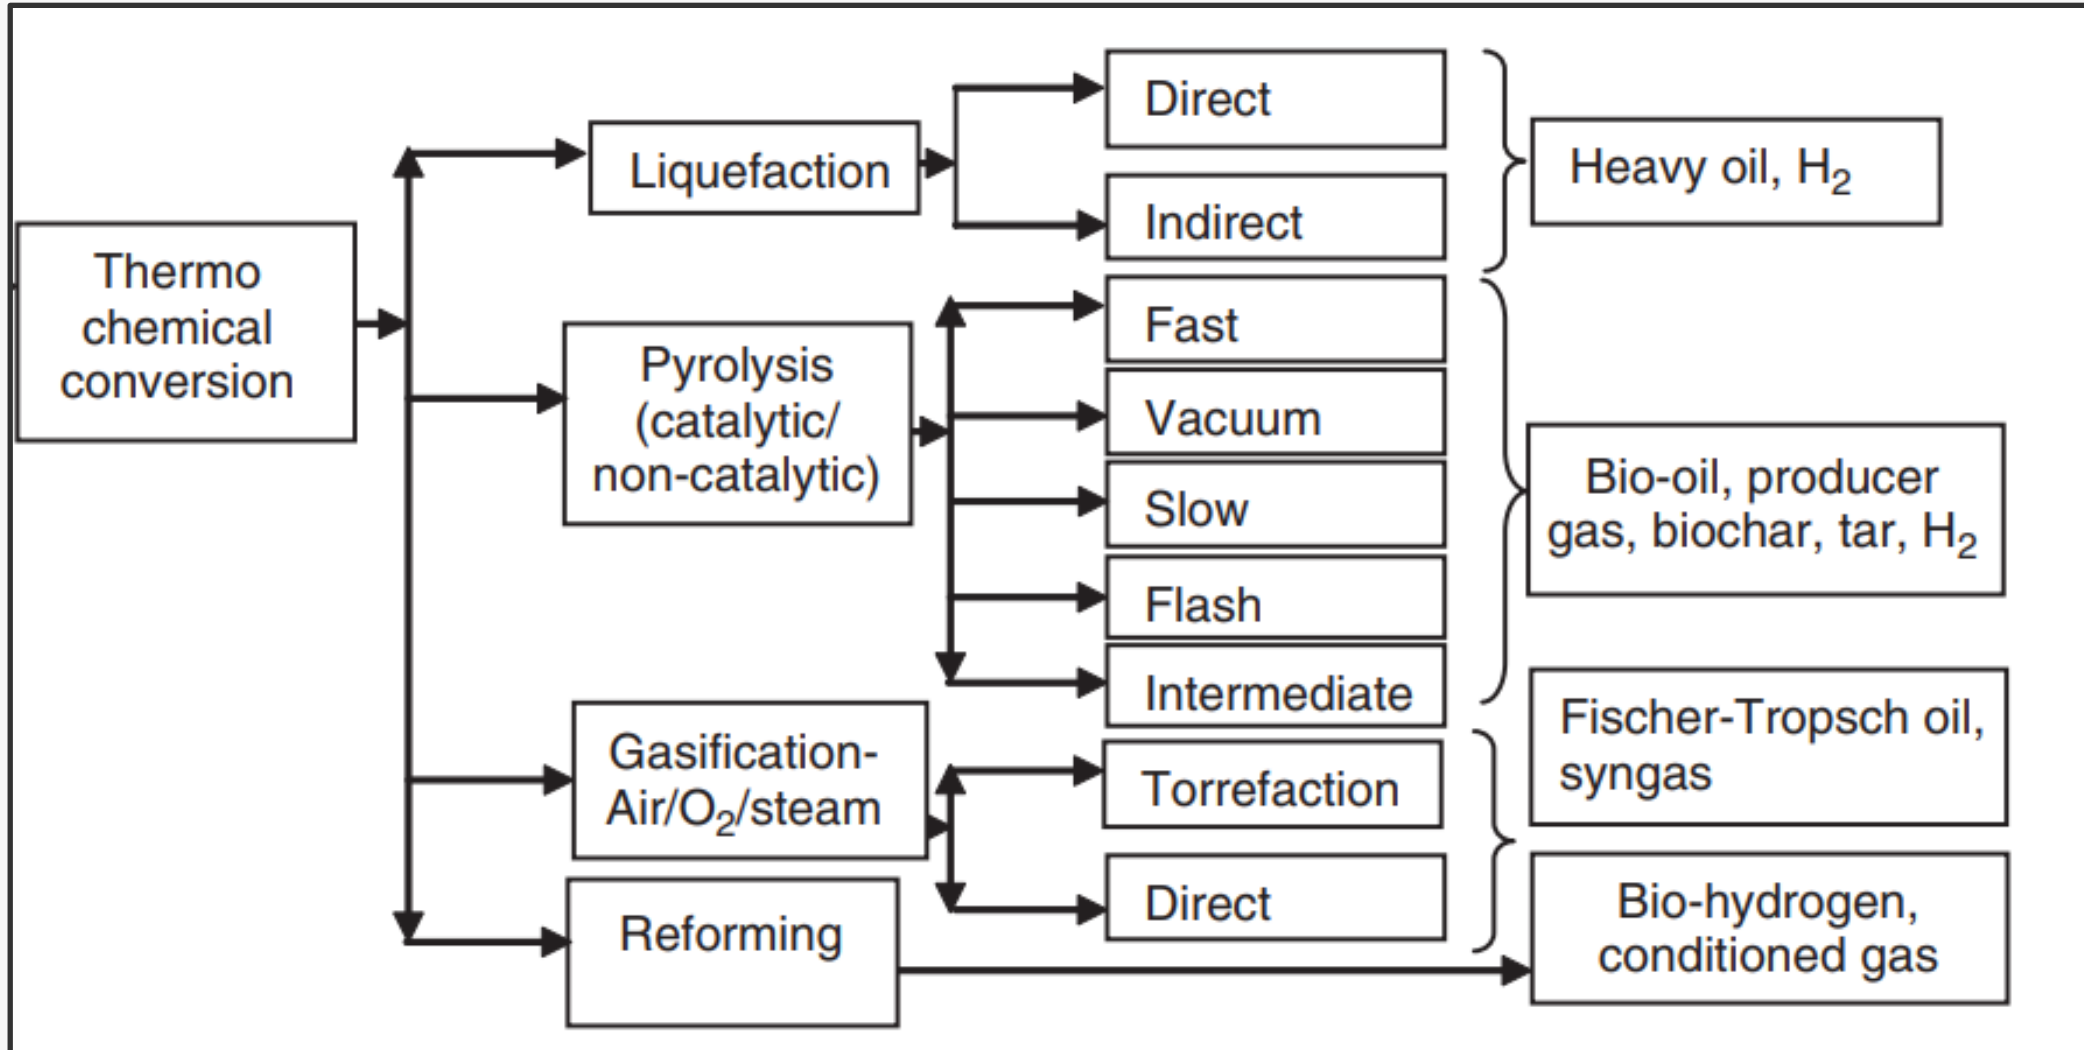 Thermo
chemical
conversion
Liquefaction
Pyrolysis
(catalytic/
non-catalytic)
Gasification-
Air/O₂/steam
Reforming
Direct
Indirect
Fast
Vacuum
Slow
Flash
Intermediate
Torrefaction
Direct
Heavy oil, H₂
Bio-oil, producer
gas, biochar, tar, H₂
Fischer-Tropsch oil,
syngas
Bio-hydrogen,
conditioned gas